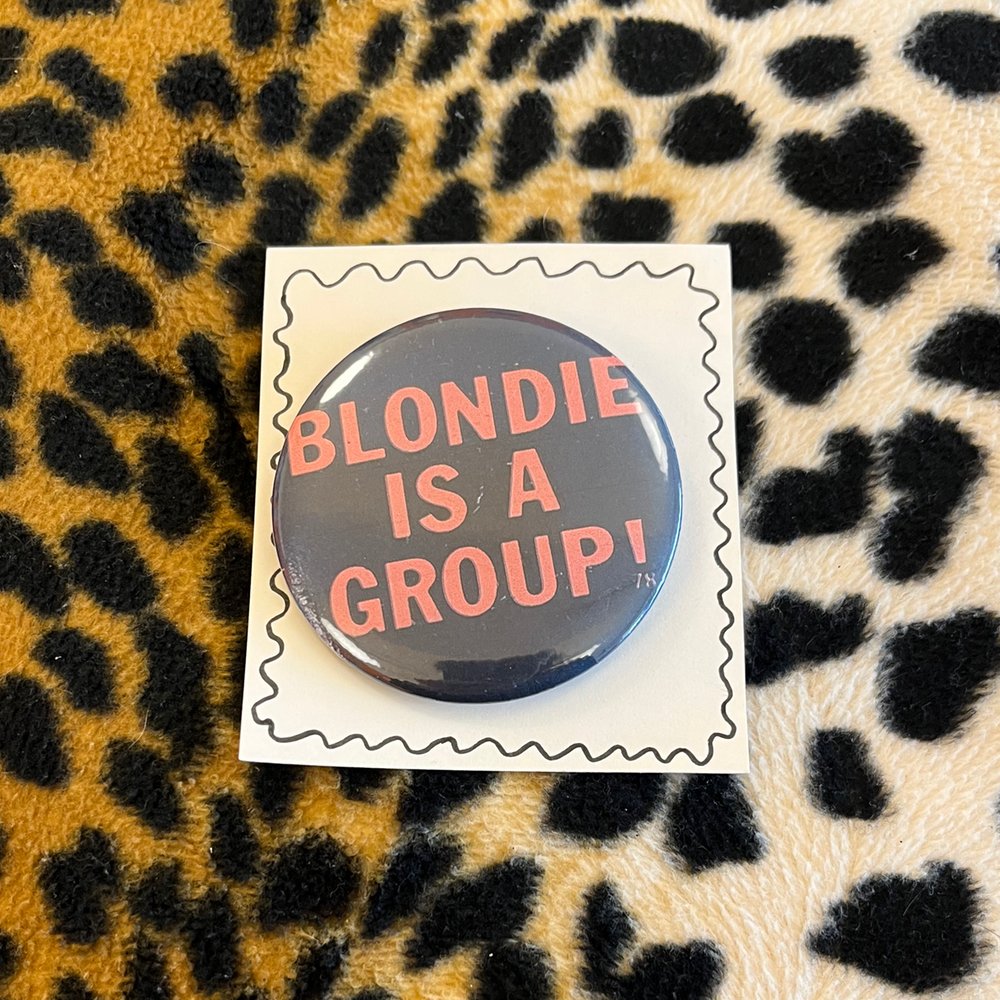 BLONDIE
IS A
GROUP!
78